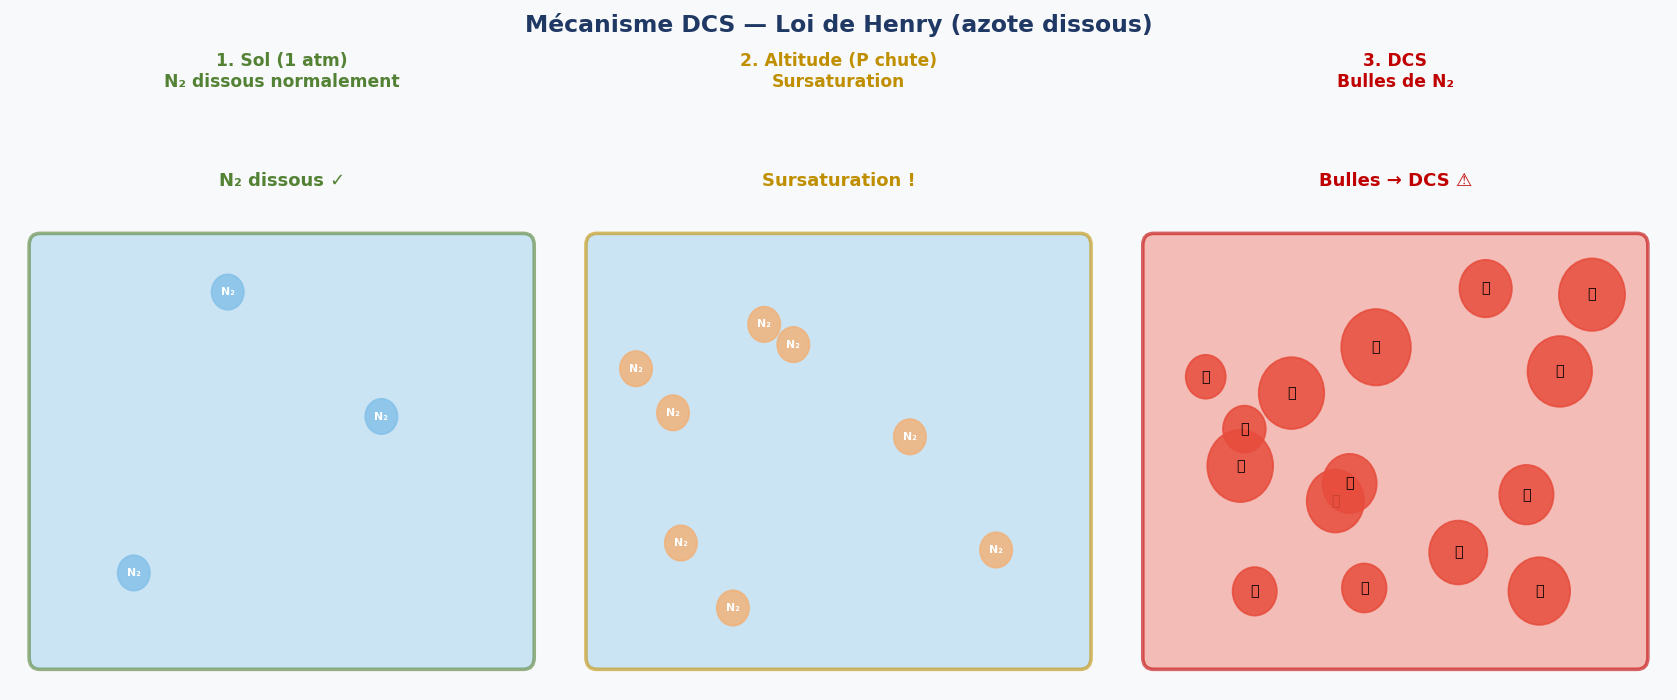 Mécanisme DCS — Loi de Henry (azote dissous)
1. Sol (1 atm)
N₂ dissous normalement
2. Altitude (P chute)
Sursaturation
3. DCS
Bulles de N₂
N₂ dissous ✓
Sursaturation !
Bulles → DCS ⚠
N₂
N₂
N₂
N₂
N₂
N₂
N₂
N₂
N₂
N₂
N₂